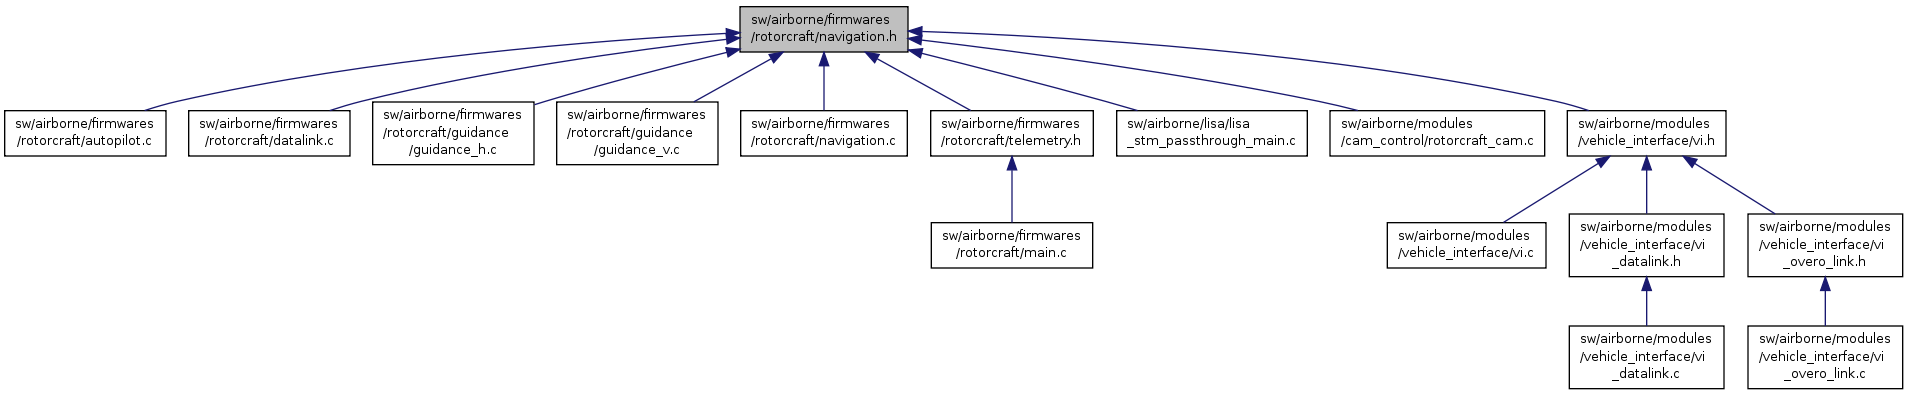 sw/airborne/firmwares
/rotorcraft/navigation.h
sw/airborne/firmwares
/rotorcraft/autopilot.c
sw/airborne/firmwares
/rotorcraft/datalink.c
sw/airborne/firmwares
/rotorcraft/guidance
/guidance_h.c
sw/airborne/firmwares
/rotorcraft/guidance
/guidance_v.c
sw/airborne/firmwares
/rotorcraft/navigation.c
sw/airborne/firmwares
/rotorcraft/telemetry.h
sw/airborne/lisa/lisa
_stm_passthrough_main.c
sw/airborne/modules
/cam_control/rotorcraft_cam.c
sw/airborne/modules
/vehicle_interface/vi.h
sw/airborne/firmwares
/rotorcraft/main.c
sw/airborne/modules
/vehicle_interface/vi.c
sw/airborne/modules
/vehicle_interface/vi
_datalink.h
sw/airborne/modules
/vehicle_interface/vi
_overo_link.h
sw/airborne/modules
/vehicle_interface/vi
_datalink.c
sw/airborne/modules
/vehicle_interface/vi
_overo_link.c